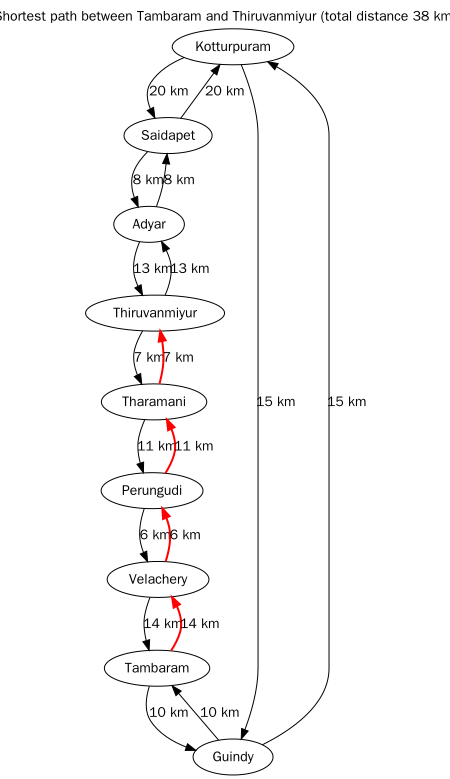 Shortest path between Tambaram and Thiruvanmiyur (total distance 38 km
Kotturpuram
20 km 20 km
Saidapet
8 km 8 km
Adyar
13 km 13 km
Thiruvanmiyur
7 km 7 km
Tharamani
15 km 15 km
11 km 11 km
Perungudi
6 km 6 km
Velachery
14 km 14 km
Tambaram
10 km 10 km
Guindy